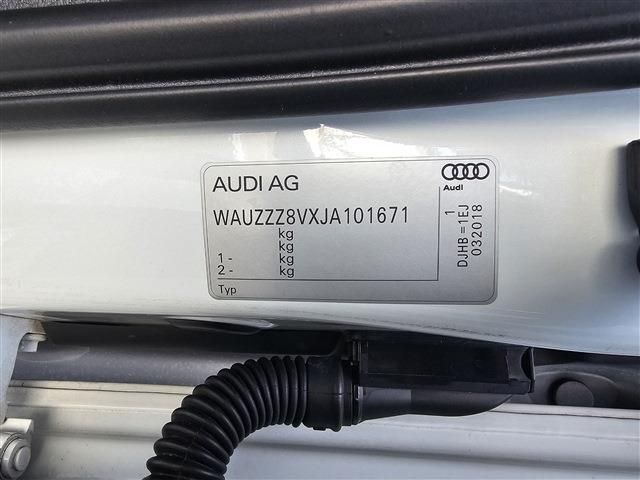 AUDI AG
Audi
WAUZZZ8VXJA101671
kg
kg
1 - kg
2 - kg
Typ
1
DJHB = 1EJ
032018